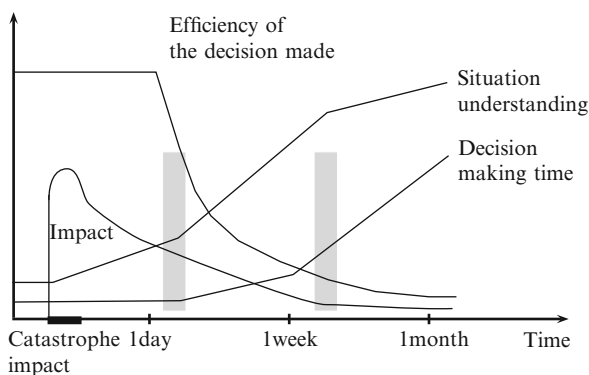 Efficiency of
the decision made
Situation
understanding
Decision
making time
Impact
Catastrophe
impact
1day
1week
1month
Time